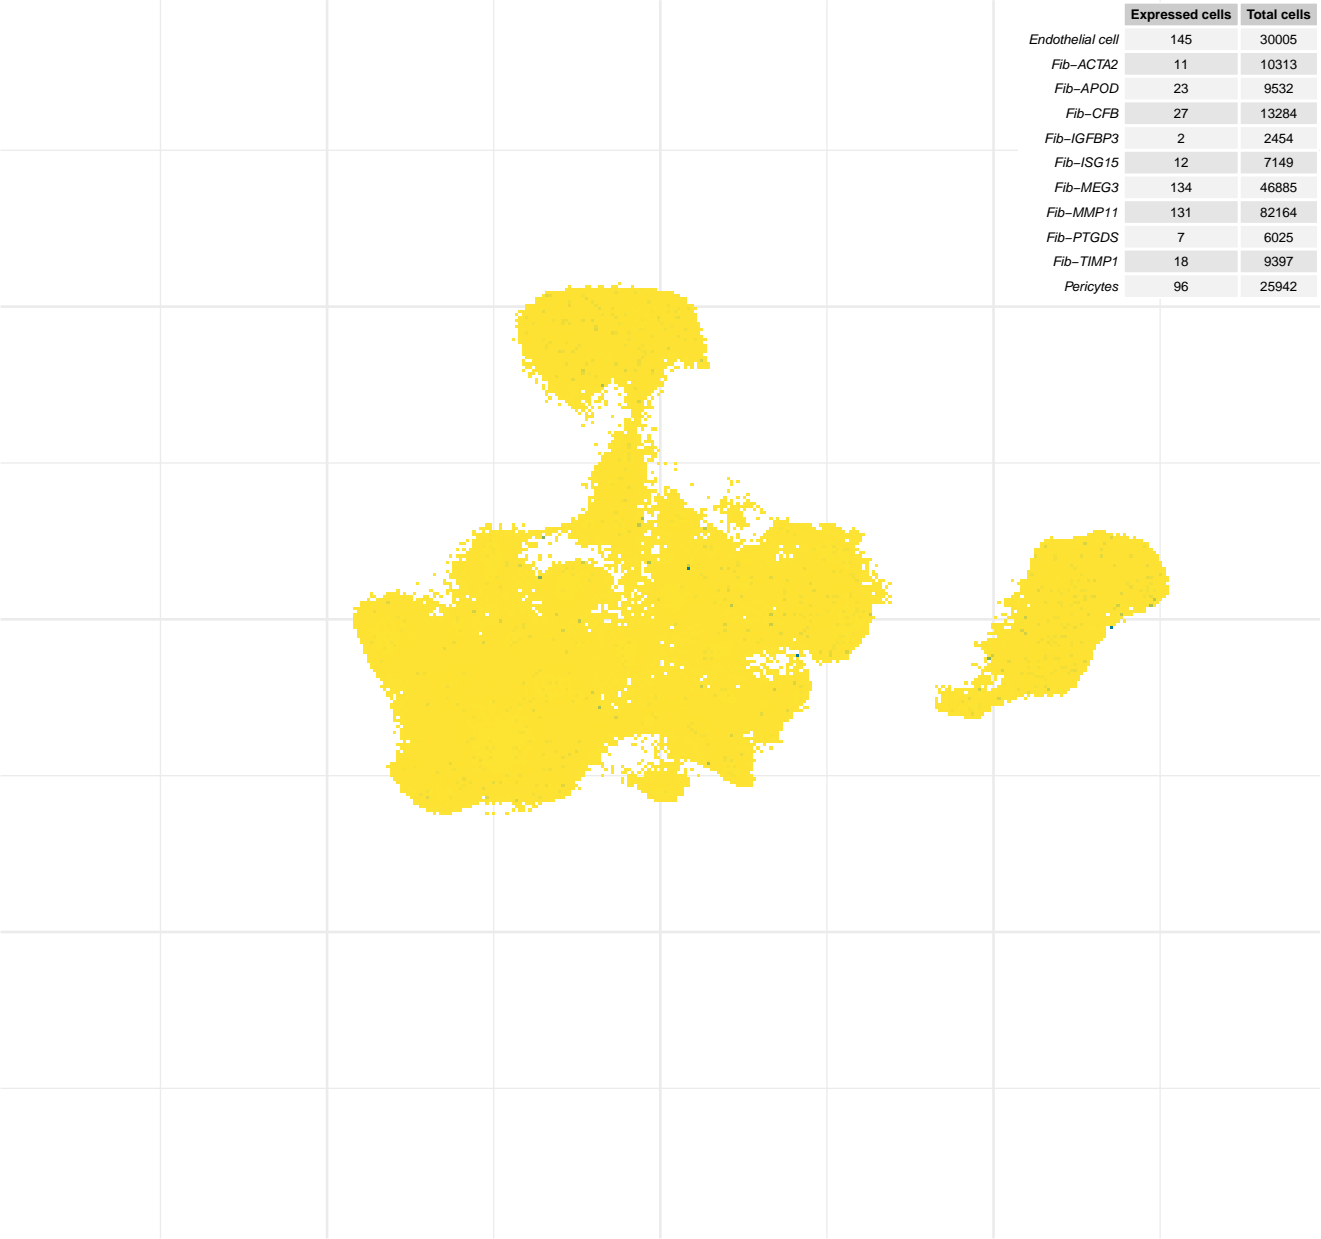 Expressed cells Total cells
Endothelial cell 145 30005
Fib−ACTA2 11 10313
Fib−APOD 23 9532
Fib−CFB 27 13284
Fib−IGFBP3 2 2454
Fib−ISG15 12 7149
Fib−MEG3 134 46885
Fib−MMP11 131 82164
Fib−PTGDS 7 6025
Fib−TIMP1 18 9397
Pericytes 96 25942